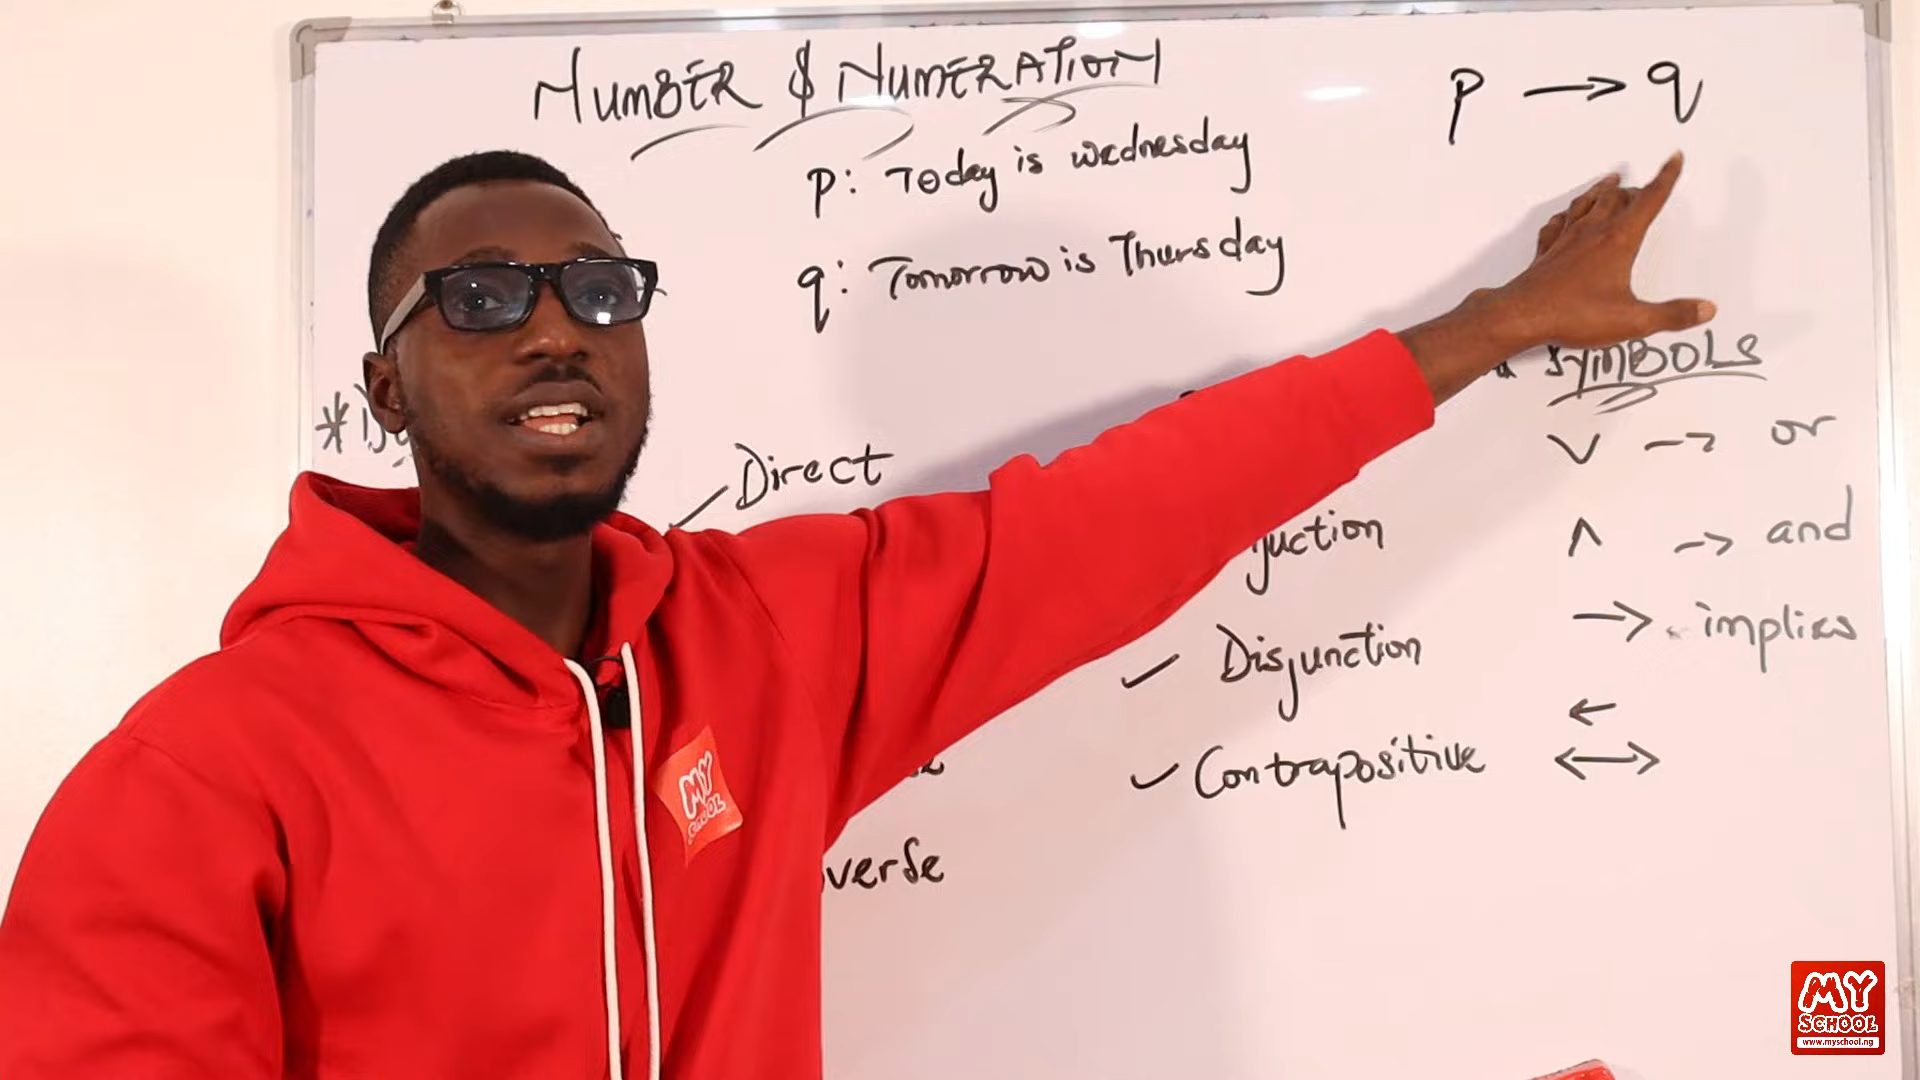 NUMBER & NUMERATION
p → q
p: Today is wednesday
q: Tomorrow is Thursday
SYMBOLS
Direct
∨ → or
∧ → and
→ implies
Disjunction
←
Contrapositive
↔
verse
MY
SCHOOL
MY
SCHOOL
www.myschool.ng